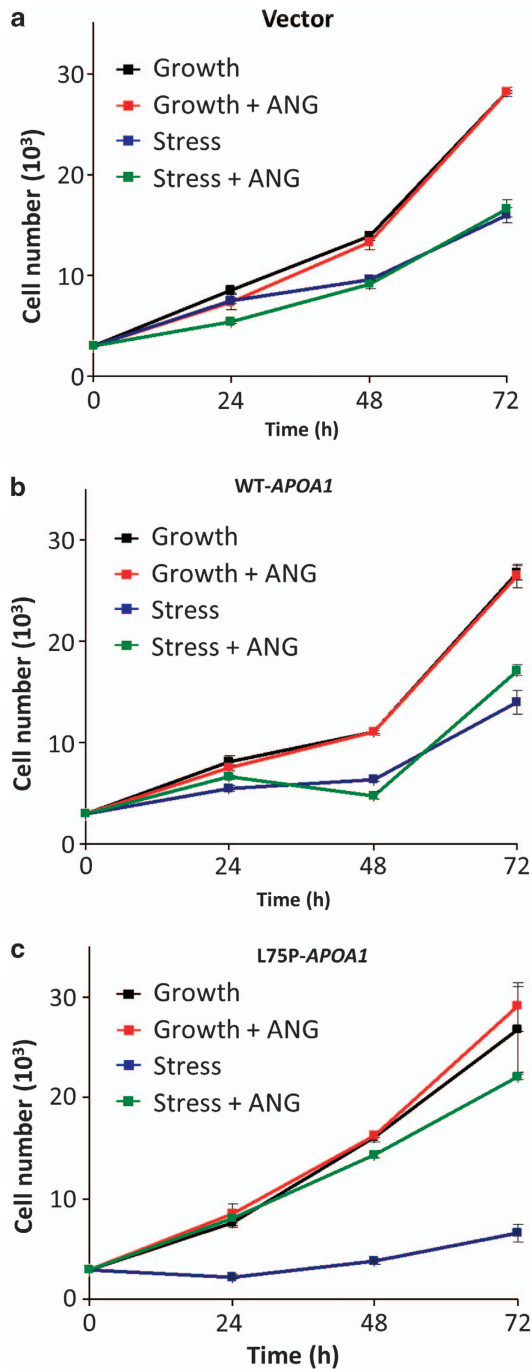 a
Vector
Growth
Growth + ANG
Stress
Stress + ANG
Cell number (10³)
30
20
10
0
0 24 48 72
Time (h)
b
WT-APOA1
Growth
Growth + ANG
Stress
Stress + ANG
Cell number (10³)
30
20
10
0
0 24 48 72
Time (h)
c
L75P-APOA1
Growth
Growth + ANG
Stress
Stress + ANG
Cell number (10³)
30
20
10
0
0 24 48 72
Time (h)